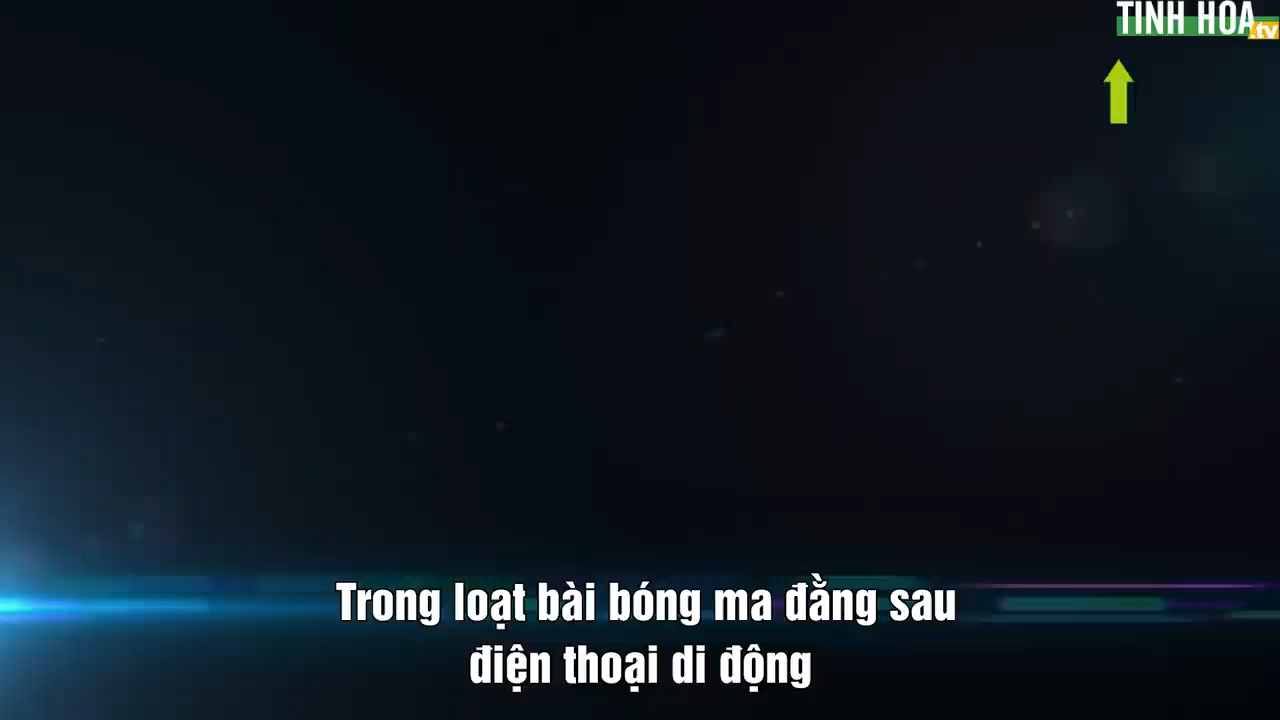 TINH HOA
.tv
Trong loạt bài bóng ma đằng sau
điện thoại di động